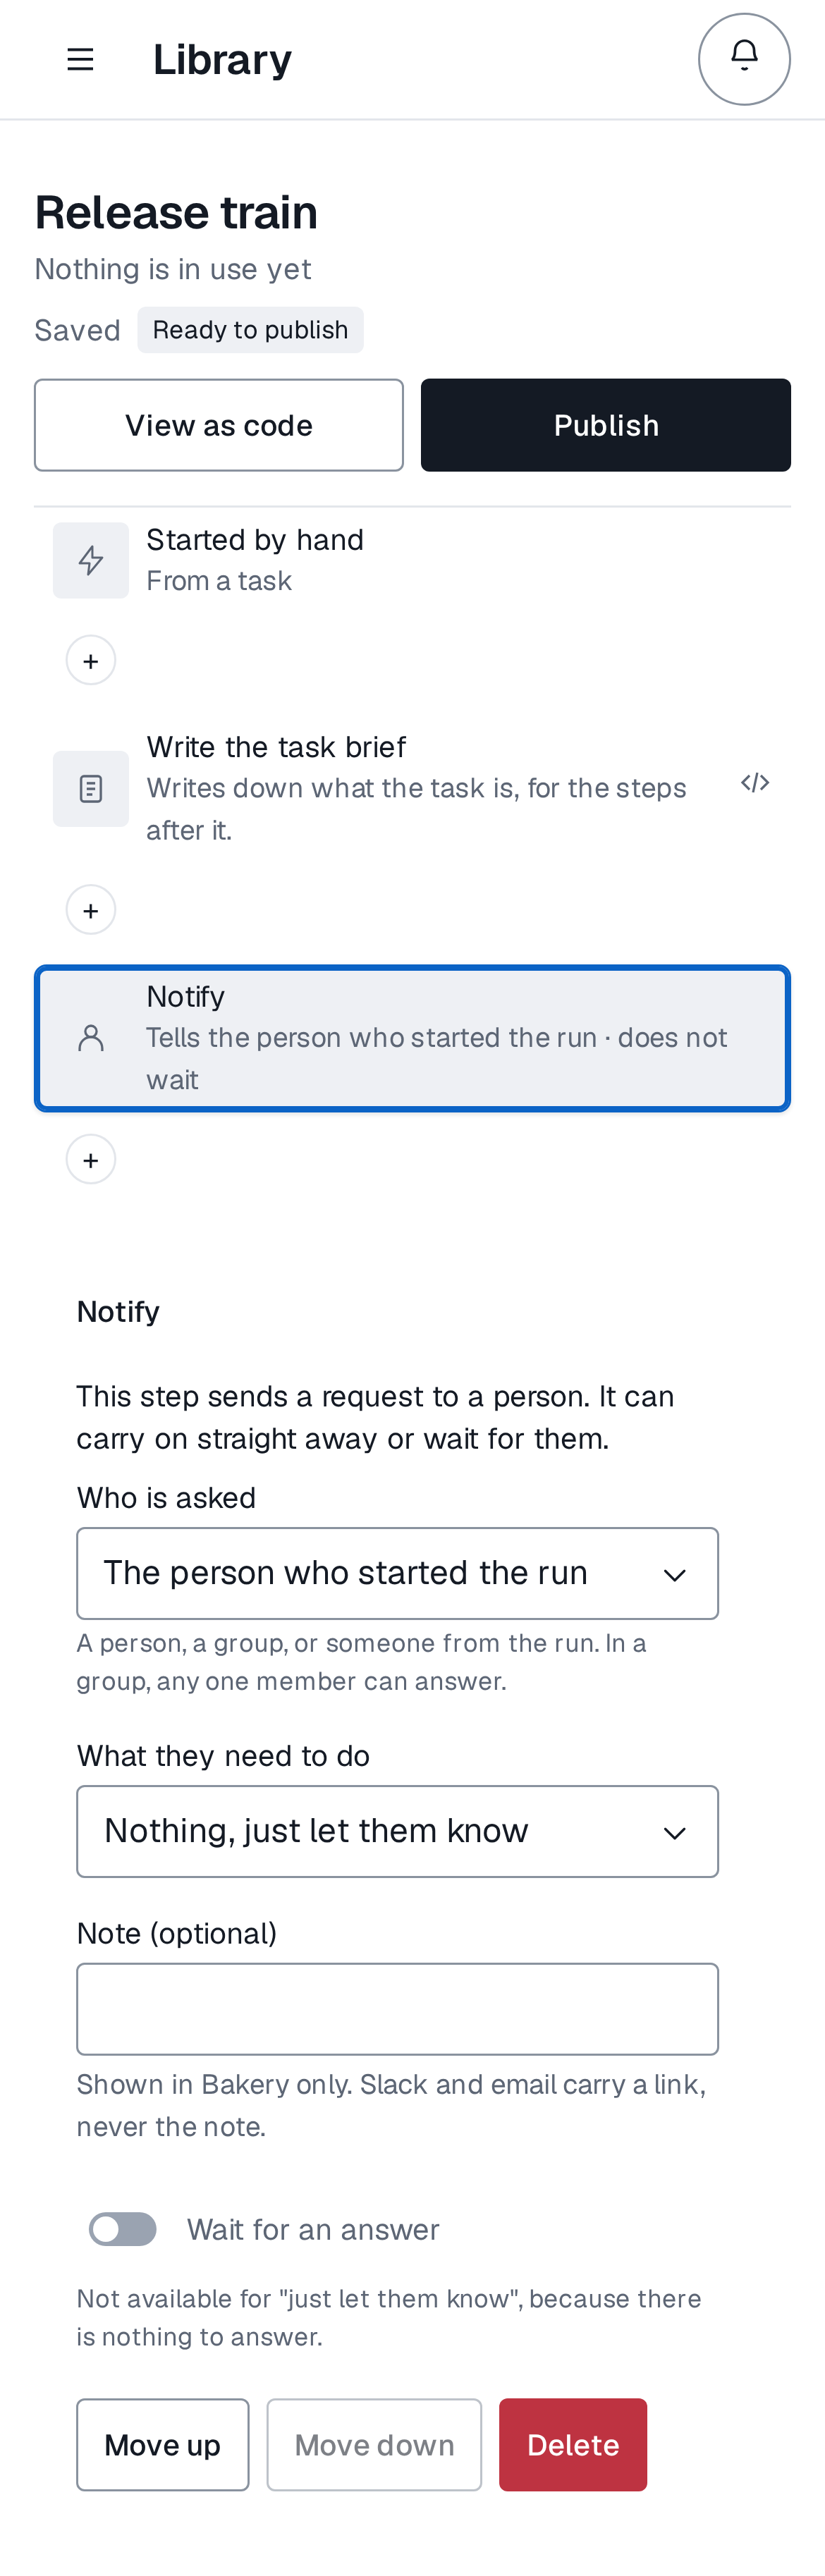 Library
Release train
Nothing is in use yet
Saved Ready to publish
View as code Publish
Started by hand
From a task
+
Write the task brief
Writes down what the task is, for the steps
after it.
+
Notify
Tells the person who started the run · does not
wait
+
Notify
This step sends a request to a person. It can
carry on straight away or wait for them.
Who is asked
The person who started the run
A person, a group, or someone from the run. In a
group, any one member can answer.
What they need to do
Nothing, just let them know
Note (optional)
Shown in Bakery only. Slack and email carry a link,
never the note.
Wait for an answer
Not available for "just let them know", because there
is nothing to answer.
Move up Move down Delete